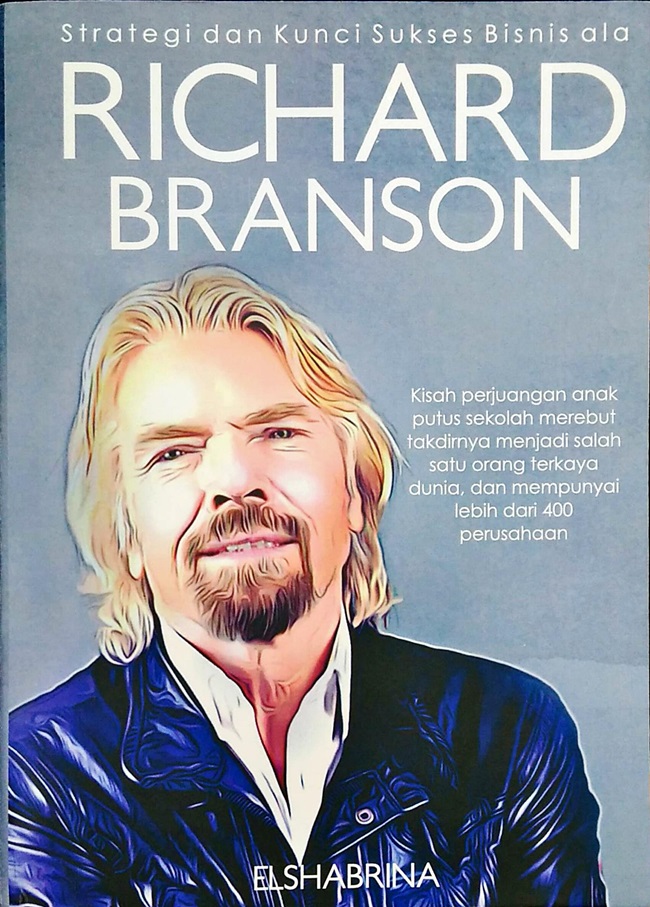 Strategi dan Kunci Sukses Bisnis ala
RICHARD
BRANSON
Kisah perjuangan anak
putus sekolah merebut
takdirnya menjadi salah
satu orang terkaya
dunia, dan mempunyai
lebih dari 400
perusahaan
ELSHABRINA